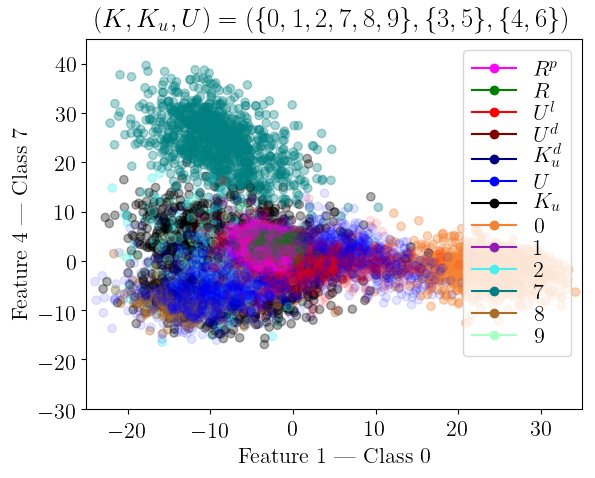 (K, K_u, U) = ({0, 1, 2, 7, 8, 9}, {3, 5}, {4, 6})
Feature 4 — Class 7
40
30
20
10
0
−10
−20
−30
R^p
R
U^l
U^d
K_u^d
U
K_u
0
1
2
7
8
9
−20 −10 0 10 20 30
Feature 1 — Class 0